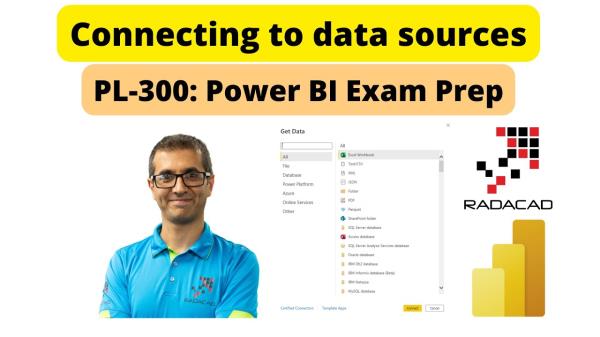 Connecting to data sources
PL-300: Power BI Exam Prep
Get Data
All
File
Database
Power Platform
Azure
Online Services
Other
All
Excel Workbook
Text/CSV
XML
JSON
Folder
PDF
Parquet
SharePoint folder
SQL Server database
Access database
SQL Server Analysis Services database
Oracle database
IBM Db2 database
IBM Informix database (Beta)
IBM Netezza
MySQL database
Certified Connectors
Template Apps
Connect
Cancel
RADACAD
RADACAD